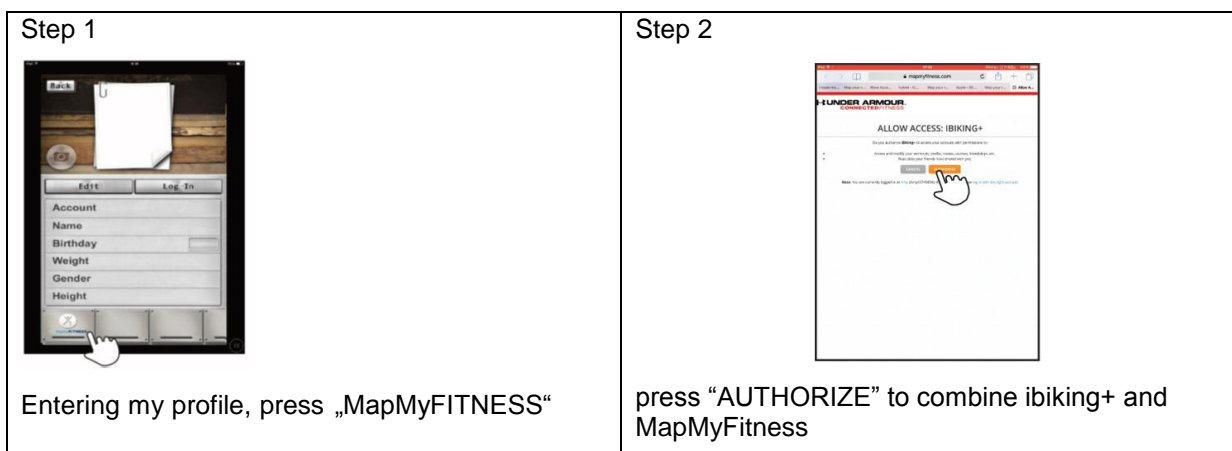 Step 1
Back
Edit
Log In
Account
Name
Birthday
Weight
Gender
Height
Entering my profile, press „MapMyFITNESS“
Step 2
mapmyfitness.com
UNDER ARMOUR
CONNECTEDFITNESS
ALLOW ACCESS: IBIKING+
press “AUTHORIZE” to combine ibiking+ and
MapMyFitness